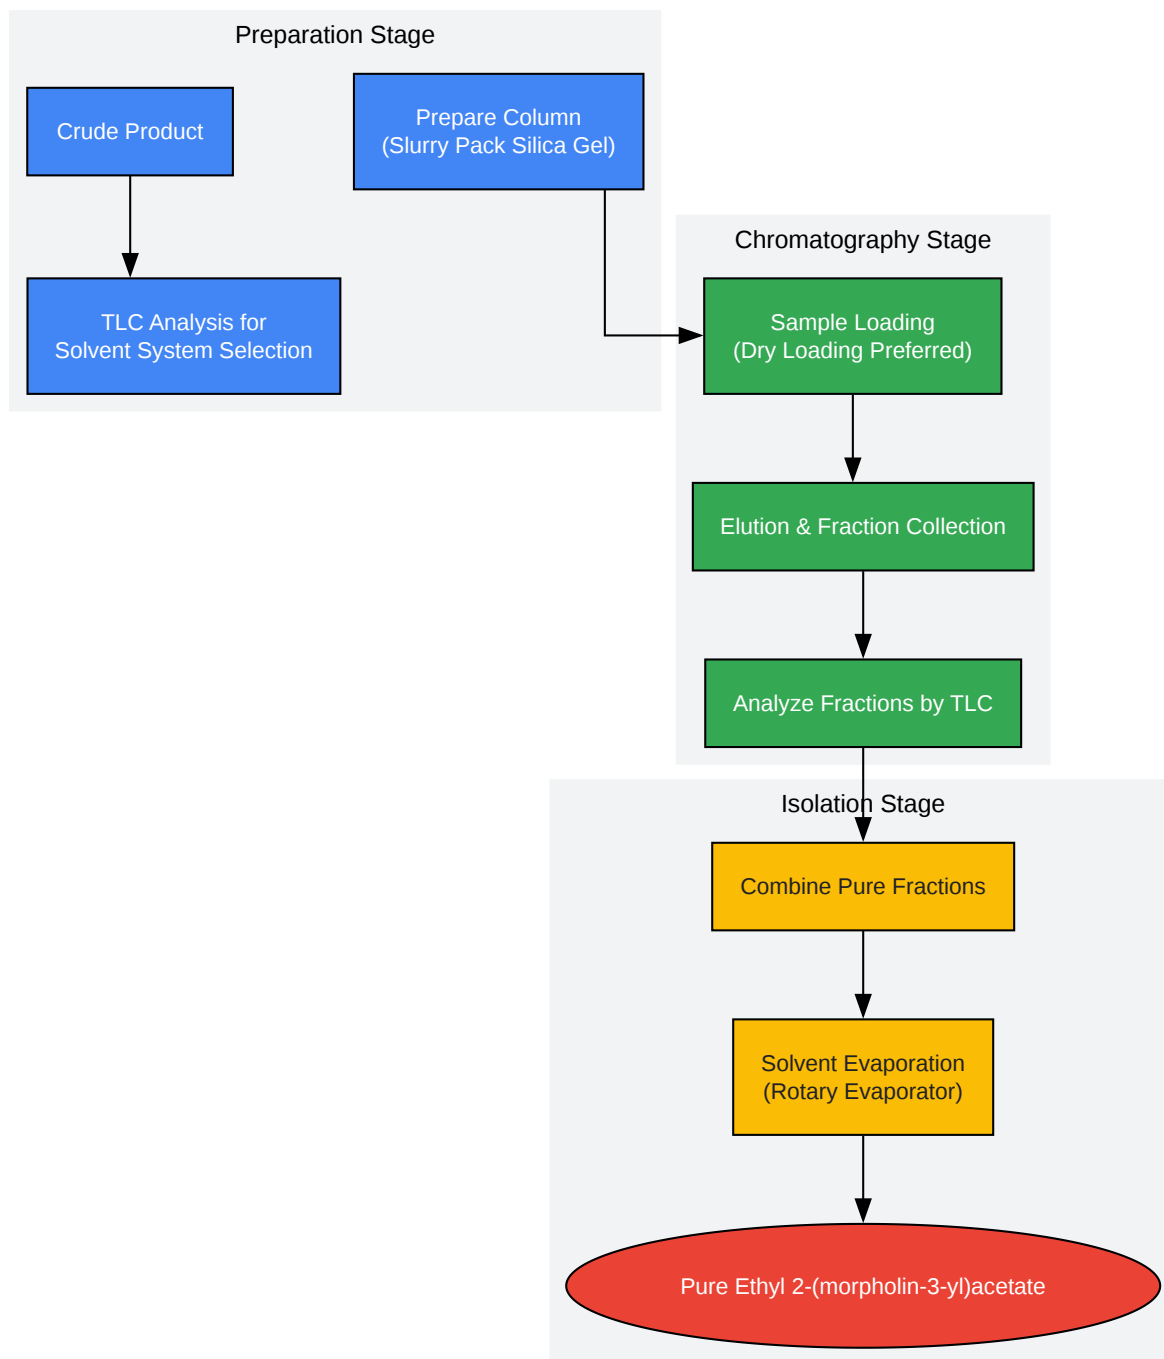 Preparation Stage
Crude Product
Prepare Column
(Slurry Pack Silica Gel)
TLC Analysis for
Solvent System Selection
Chromatography Stage
Sample Loading
(Dry Loading Preferred)
Elution & Fraction Collection
Analyze Fractions by TLC
Isolation Stage
Combine Pure Fractions
Solvent Evaporation
(Rotary Evaporator)
Pure Ethyl 2-(morpholin-3-yl)acetate